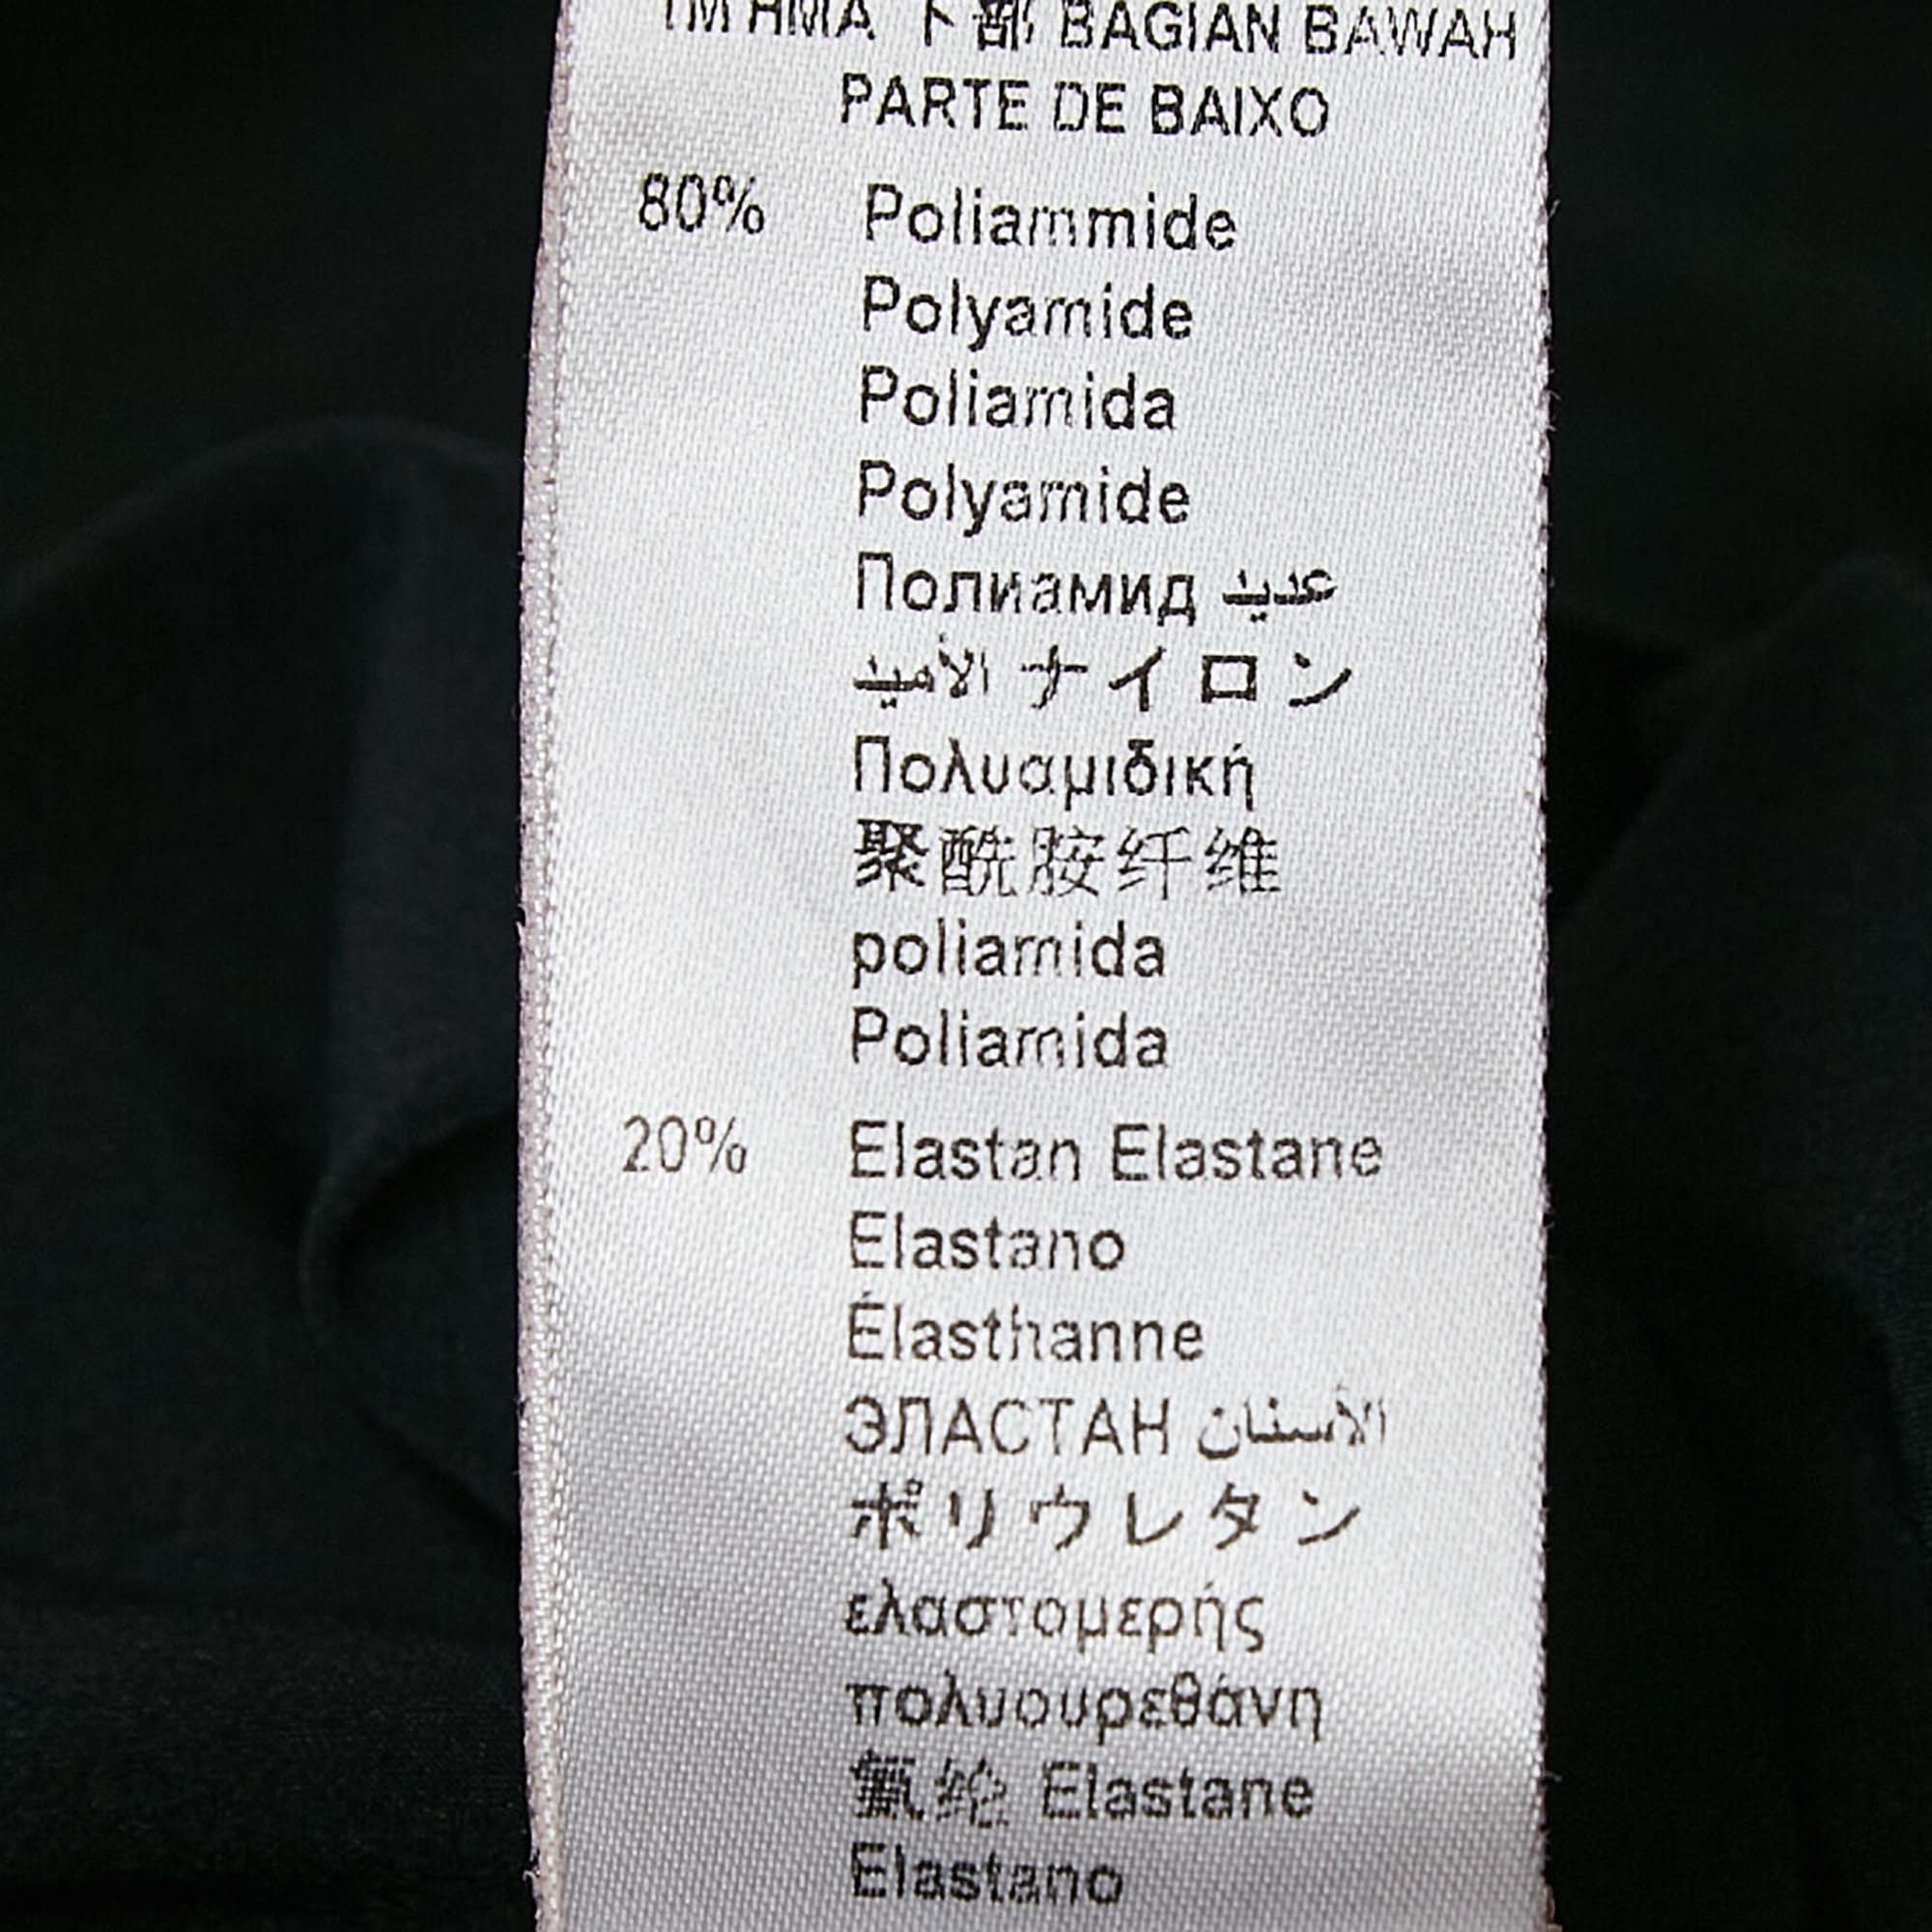 ΤΜΗΜΑ 下部 BAGIAN BAWAH
PARTE DE BAIXO
80% Poliammide
Polyamide
Poliamida
Polyamide
Полиамид عديد
الأميد ナイロン
Πολυαμιδική
聚酰胺纤维
poliamida
Poliamida
20% Elastan Elastane
Elastano
Élasthanne
ЭЛАСТАН الاستان
ポリウレタン
ελαστομερής
πολυουρεθάνη
氨纶 Elastane
Elastano